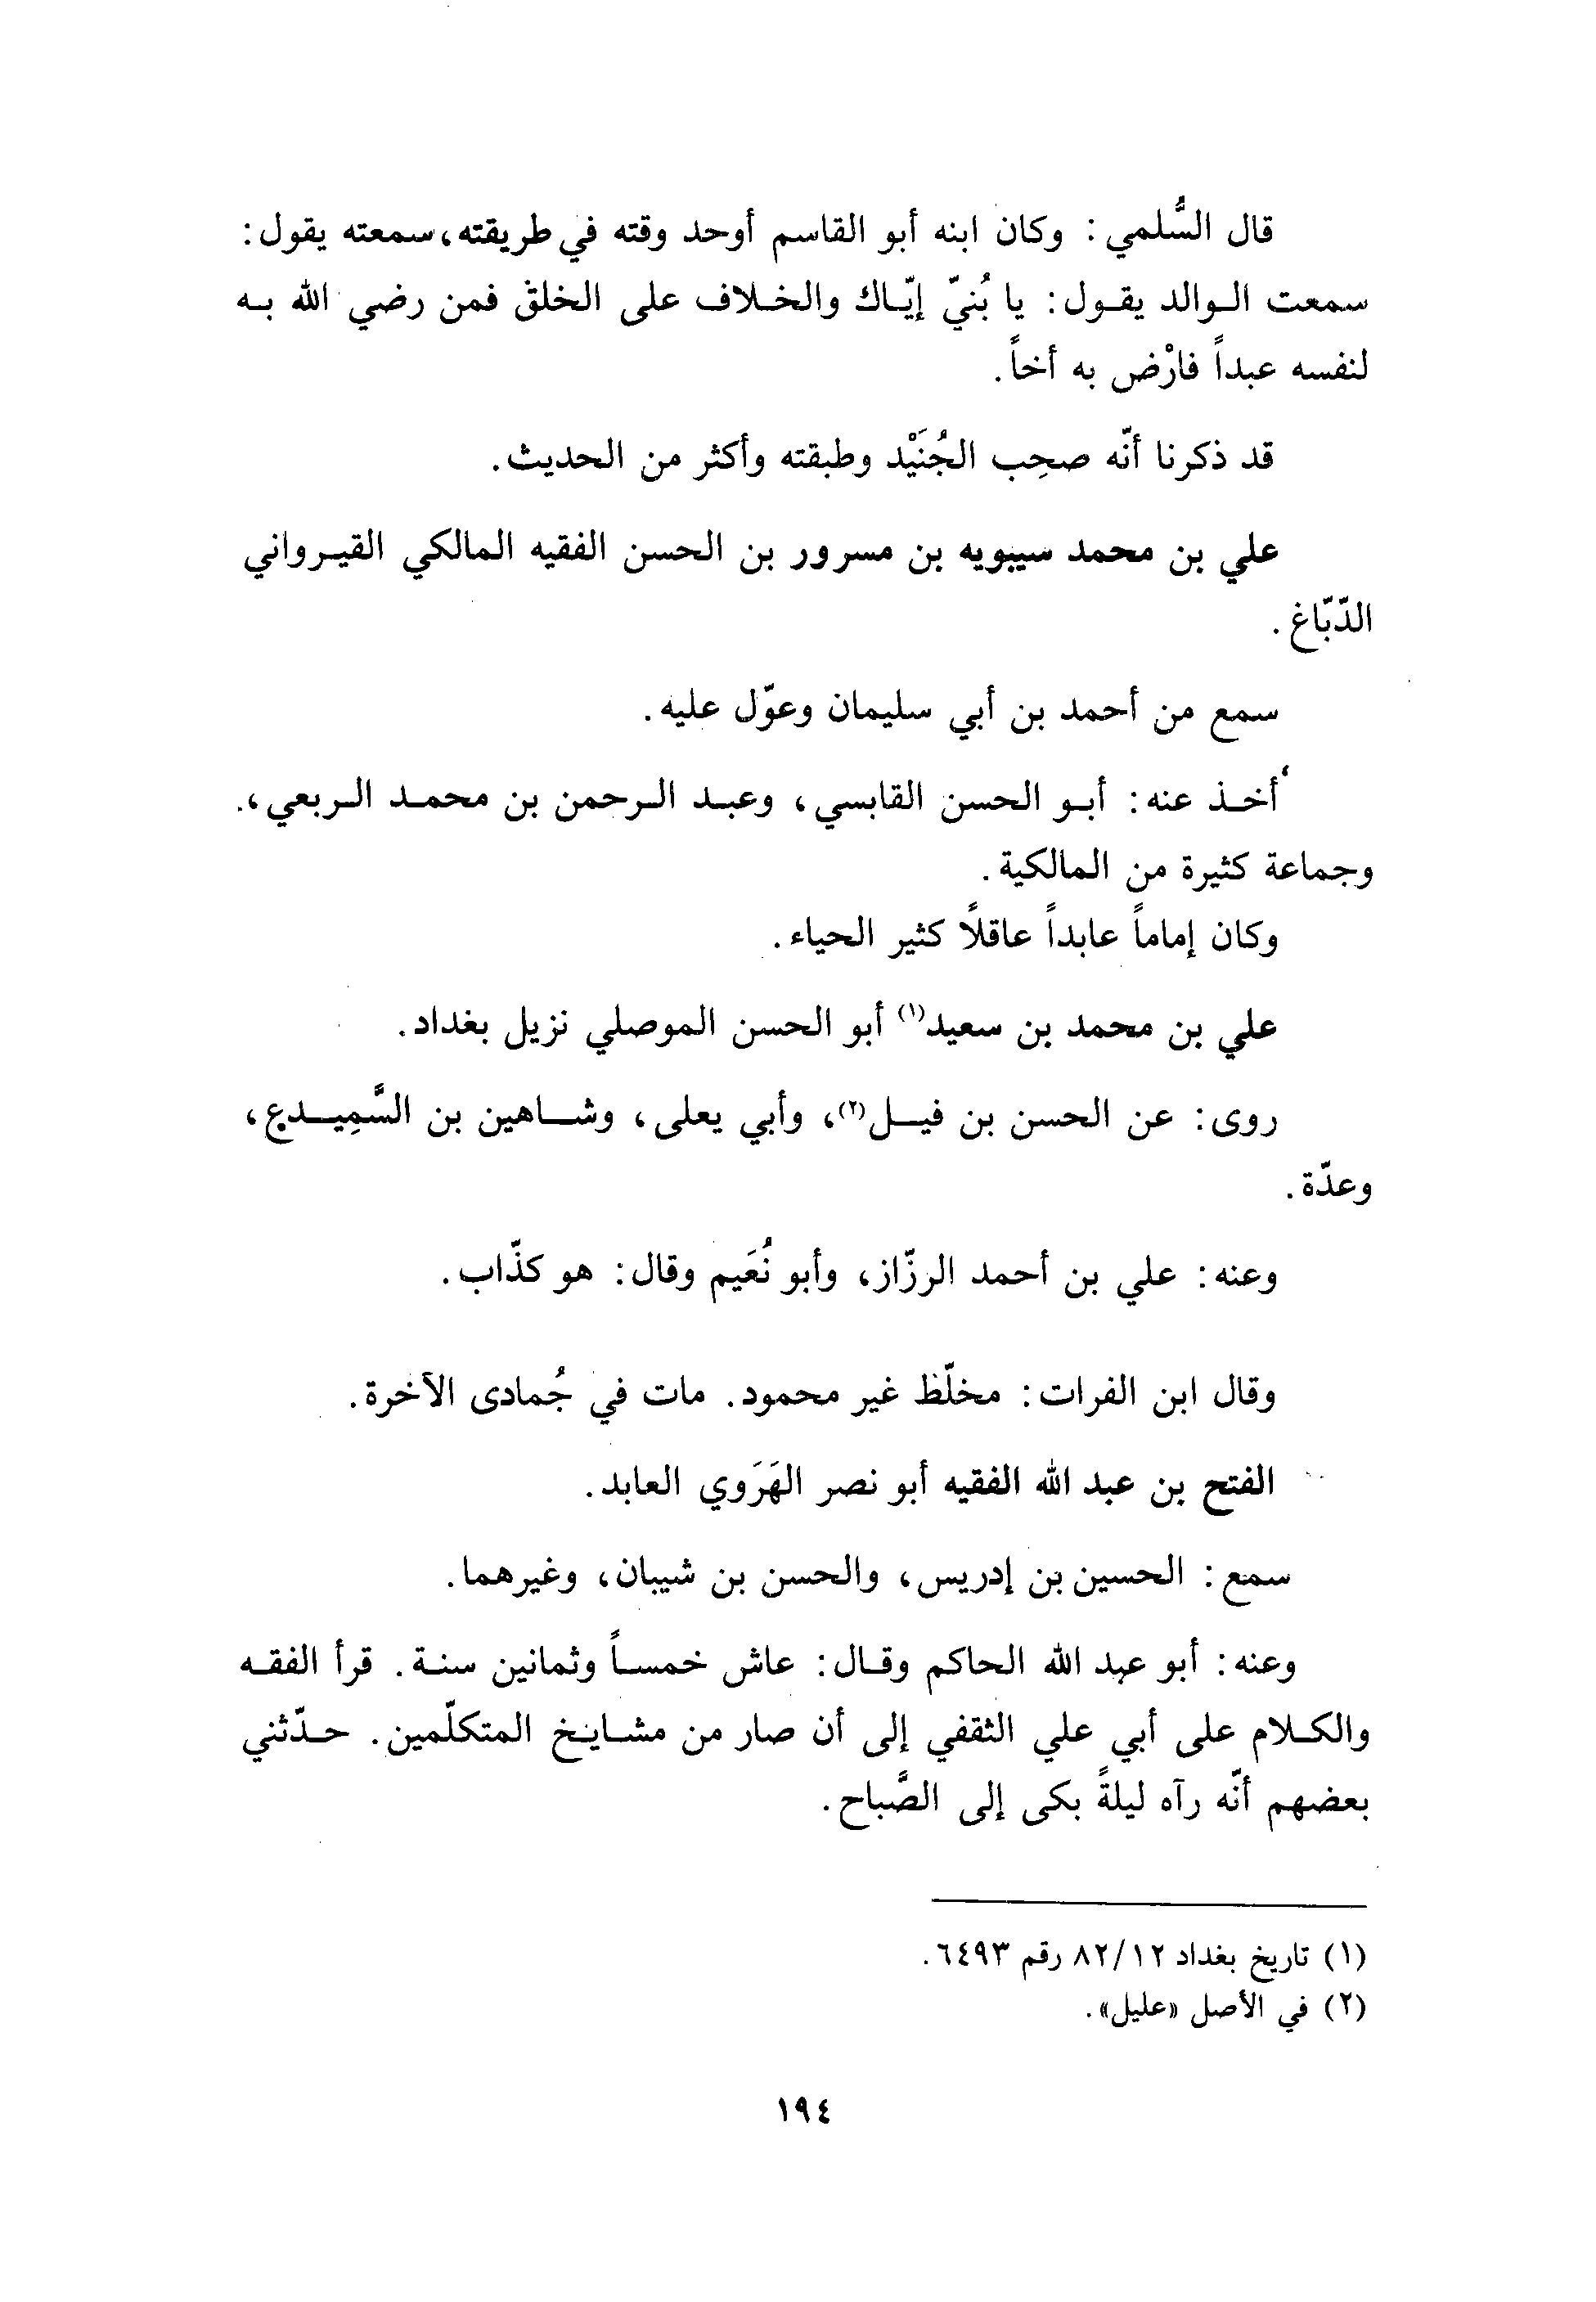 قال السُّلمي: وكان ابنه أبو القاسم أوحد وقته في طريقته، سمعته يقول:
سمعت الوالد يقول: يا بُنيّ إيّاك والخلاف على الخلق فمن رضي الله به
لنفسه عبداً فارْض به أخاً.
قد ذكرنا أنّه صحِب الجُنَيْد وطبقته وأكثر من الحديث.
علي بن محمد سيبويه بن مسرور بن الحسن الفقيه المالكي القيرواني
الدّبّاغ.
سمع من أحمد بن أبي سليمان وعوّل عليه.
أخذ عنه: أبو الحسن القابسي، وعبد الرحمن بن محمد الربعي،
وجماعة كثيرة من المالكية.
وكان إماماً عابداً عاقلًا كثير الحياء.
علي بن محمد بن سعيد(١) أبو الحسن الموصلي نزيل بغداد.
روى: عن الحسن بن فيل(٢)، وأبي يعلى، وشاهين بن السَّمِيدع،
وعدّة.
وعنه: علي بن أحمد الرزّاز، وأبو نُعَيم وقال: هو كذّاب.
وقال ابن الفرات: مخلّظ غير محمود. مات في جُمادى الآخرة.
الفتح بن عبد الله الفقيه أبو نصر الهَرَوي العابد.
سمع: الحسين بن إدريس، والحسن بن شيبان، وغيرهما.
وعنه: أبو عبد الله الحاكم وقال: عاش خمساً وثمانين سنة. قرأ الفقه
والكلام على أبي علي الثقفي إلى أن صار من مشايخ المتكلّمين. حدّثني
بعضهم أنّه رآه ليلةً بكى إلى الصَّباح.
(١) تاريخ بغداد ٨٢/١٢ رقم ٦٤٩٣.
(٢) في الأصل «عليل».
١٩٤